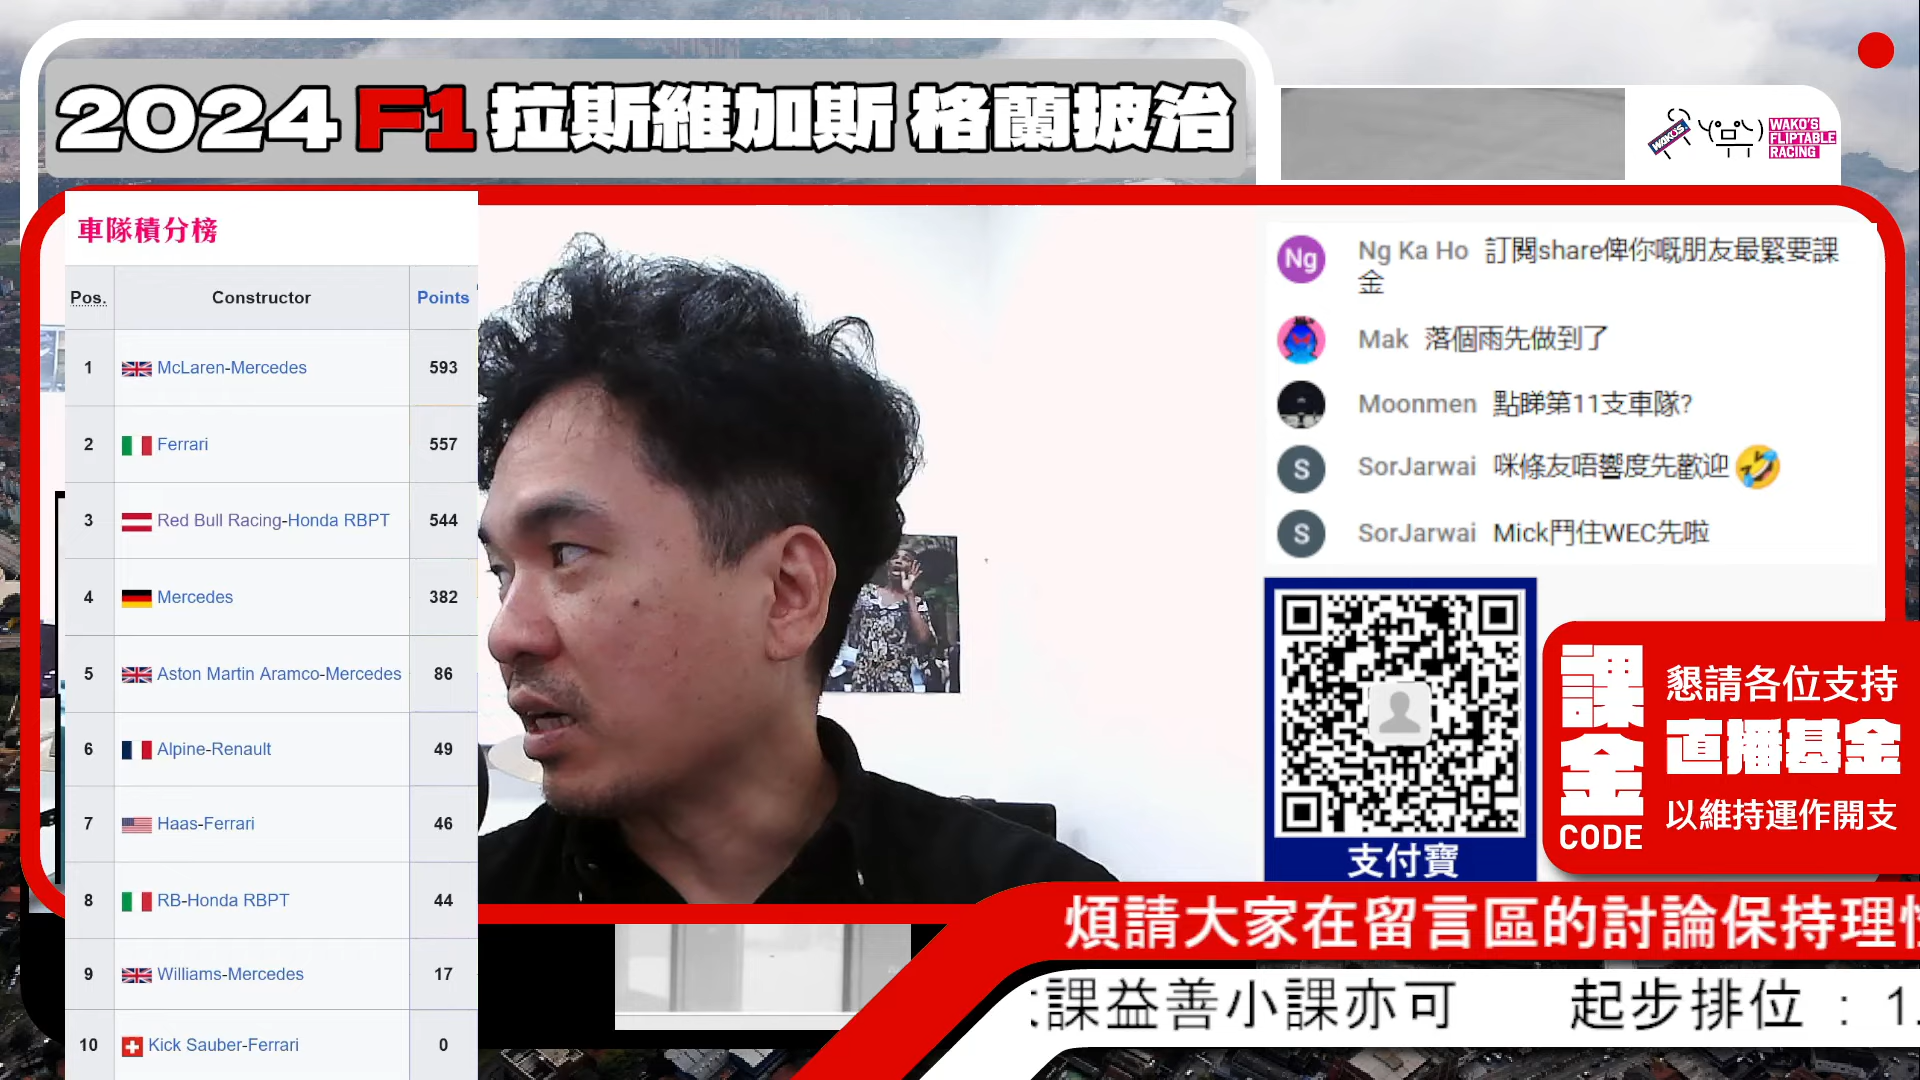 2024 F1 拉斯維加斯 格蘭披治
WAKO'S
WAKO'S
FLIPTABLE
RACING
車隊積分榜
Pos. Constructor Points
1 McLaren-Mercedes 593
2 Ferrari 557
3 Red Bull Racing-Honda RBPT 544
4 Mercedes 382
5 Aston Martin Aramco-Mercedes 86
6 Alpine-Renault 49
7 Haas-Ferrari 46
8 RB-Honda RBPT 44
9 Williams-Mercedes 17
10 Kick Sauber-Ferrari 0
Ng Ng Ka Ho 訂閱share俾你嘅朋友最緊要課
金
Mak 落個雨先做到了
Moonmen 點睇第11支車隊?
S SorJarwai 咪條友唔響度先歡迎🤣
S SorJarwai Mick鬥住WEC先啦
支付寶
課金
CODE
懇請各位支持
直播基金
以維持運作開支
煩請大家在留言區的討論保持理
課益善小課亦可 起步排位 : 1.